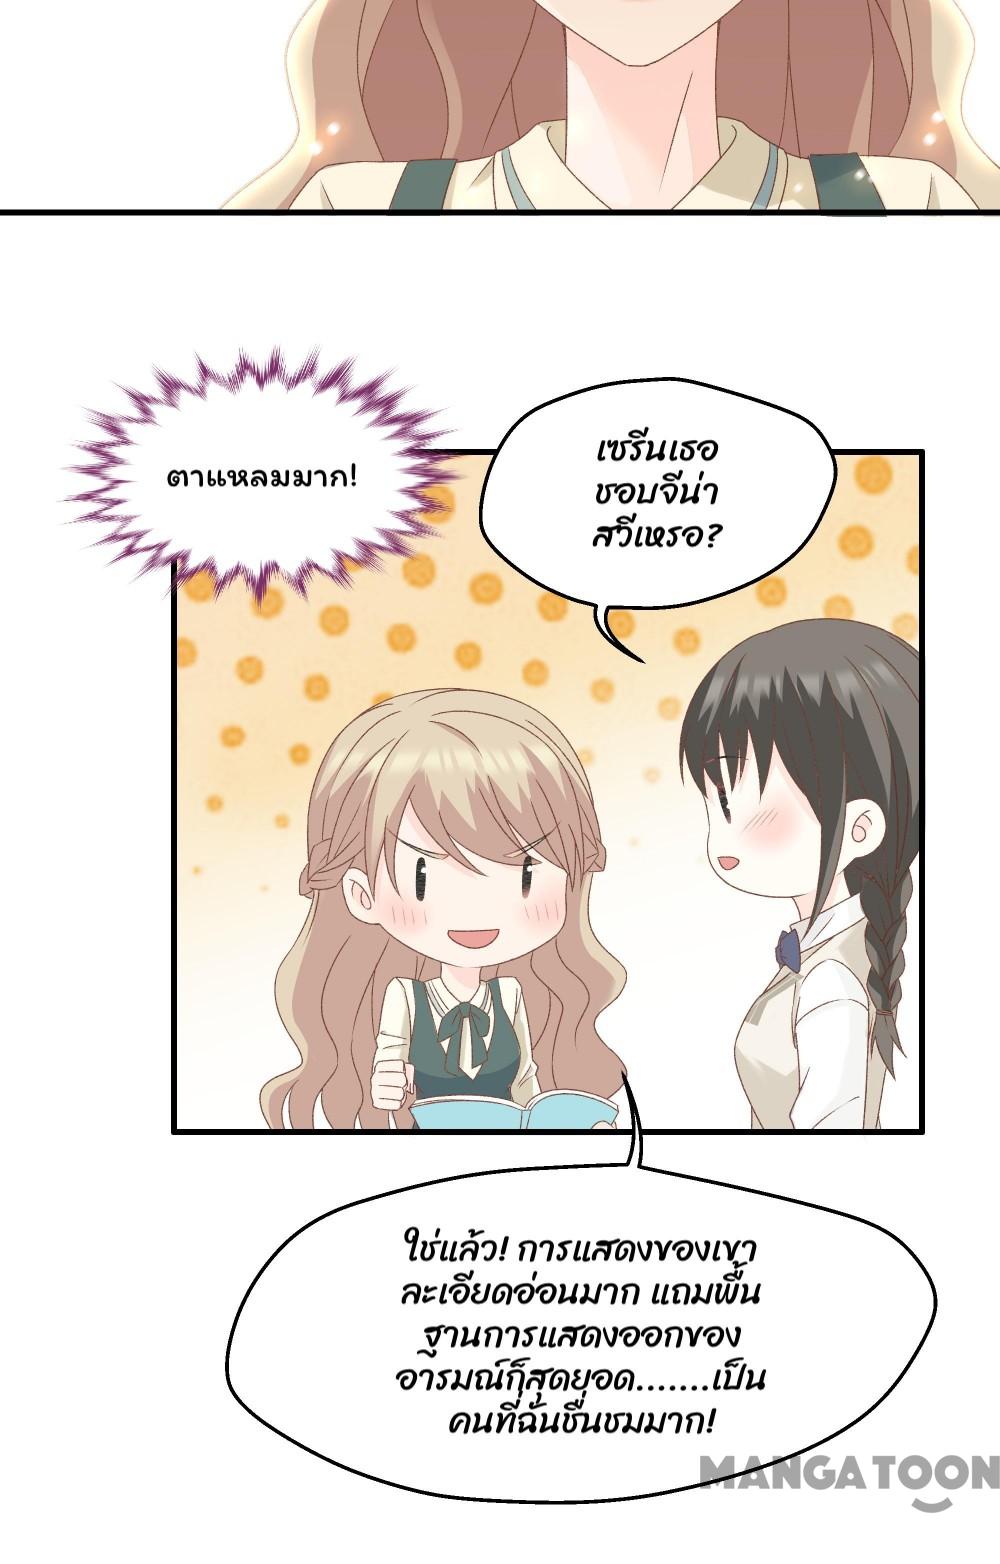 ตาแหลมมาก!
เซรีนเธอ
ชอบจีน่า
สวีเหรอ?
ใช่แล้ว! การแสดงของเขา
ละเอียดอ่อนมาก แถมพื้น
ฐานการแสดงออกของ
อารมณ์ก็สุดยอด.......เป็น
คนที่ฉันชื่นชมมาก!
MANGATOON